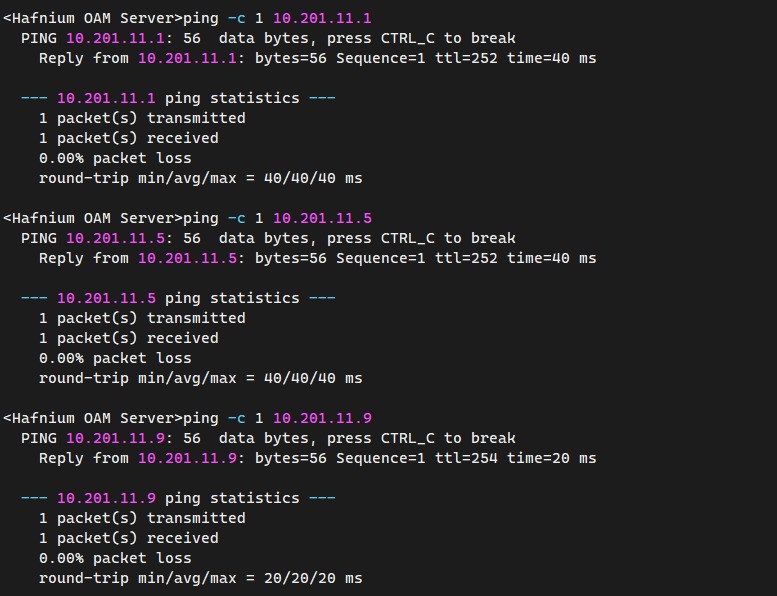 <Hafnium OAM Server>ping -c 1 10.201.11.1
PING 10.201.11.1: 56  data bytes, press CTRL_C to break
Reply from 10.201.11.1: bytes=56 Sequence=1 ttl=252 time=40 ms
--- 10.201.11.1 ping statistics ---
1 packet(s) transmitted
1 packet(s) received
0.00% packet loss
round-trip min/avg/max = 40/40/40 ms
<Hafnium OAM Server>ping -c 1 10.201.11.5
PING 10.201.11.5: 56  data bytes, press CTRL_C to break
Reply from 10.201.11.5: bytes=56 Sequence=1 ttl=252 time=40 ms
--- 10.201.11.5 ping statistics ---
1 packet(s) transmitted
1 packet(s) received
0.00% packet loss
round-trip min/avg/max = 40/40/40 ms
<Hafnium OAM Server>ping -c 1 10.201.11.9
PING 10.201.11.9: 56  data bytes, press CTRL_C to break
Reply from 10.201.11.9: bytes=56 Sequence=1 ttl=254 time=20 ms
--- 10.201.11.9 ping statistics ---
1 packet(s) transmitted
1 packet(s) received
0.00% packet loss
round-trip min/avg/max = 20/20/20 ms